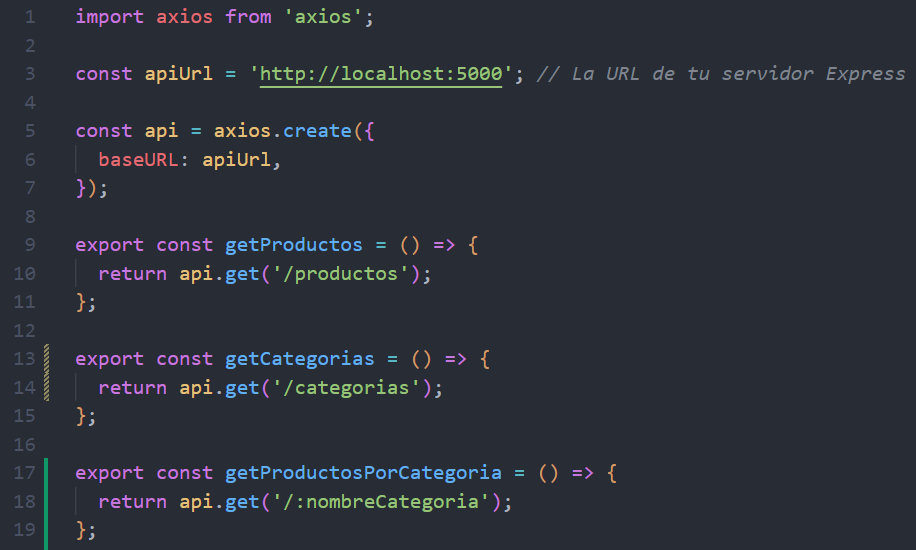 1 import axios from 'axios';
2
3 const apiUrl = 'http://localhost:5000'; // La URL de tu servidor Express
4
5 const api = axios.create({
6   baseURL: apiUrl,
7 });
8
9 export const getProductos = () => {
10   return api.get('/productos');
11 };
12
13 export const getCategorias = () => {
14   return api.get('/categorias');
15 };
16
17 export const getProductosPorCategoria = () => {
18   return api.get('/:nombreCategoria');
19 };